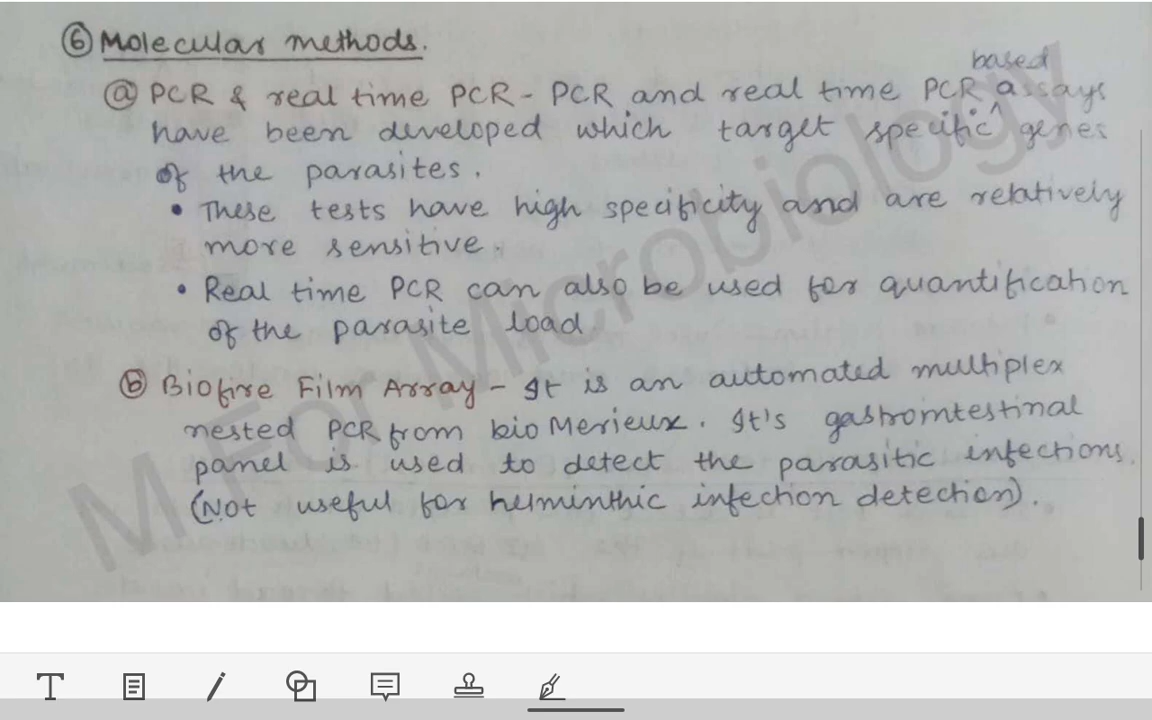 ⑥ Molecular methods.
based
ⓐ PCR & real time PCR - PCR and real time PCR ^ assays
have been developed which target specific genes
of the parasites.
• These tests have high specificity and are relatively
more sensitive.
• Real time PCR can also be used for quantification
of the parasite load.
ⓑ Biofire Film Array - It is an automated multiplex
nested PCR from bioMerieux. It's gastrointestinal
panel is used to detect the parasitic infections.
(Not useful for helminthic infection detection).
M For Microbiology
T